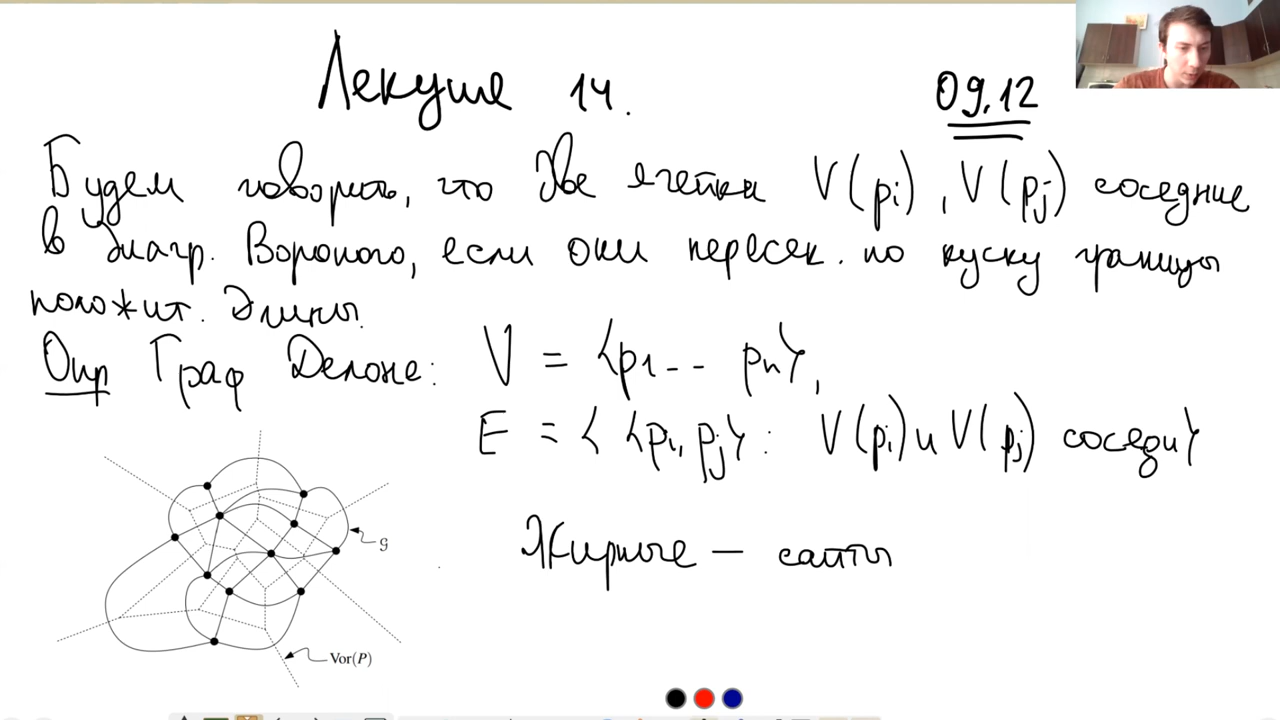 Лекция 14.
09.12
Будем говорить, что две ячейки V(pi), V(pj) соседние
в диагр. Вороного, если они пересек. по куску границы
положит. длины.
Опр Граф Делоне: V = {p1-- pn},
E = { {pi, pj} : V(pi) и V(pj) соседи}
Жирные — сайты
G
Vor(P)